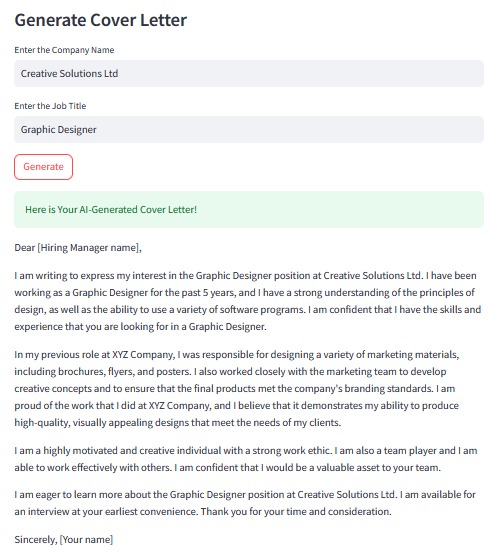 Generate Cover Letter
Enter the Company Name
Creative Solutions Ltd
Enter the Job Title
Graphic Designer
Generate
Here is Your AI-Generated Cover Letter!
Dear [Hiring Manager name],
I am writing to express my interest in the Graphic Designer position at Creative Solutions Ltd. I have been
working as a Graphic Designer for the past 5 years, and I have a strong understanding of the principles of
design, as well as the ability to use a variety of software programs. I am confident that I have the skills and
experience that you are looking for in a Graphic Designer.
In my previous role at XYZ Company, I was responsible for designing a variety of marketing materials,
including brochures, flyers, and posters. I also worked closely with the marketing team to develop
creative concepts and to ensure that the final products met the company's branding standards. I am
proud of the work that I did at XYZ Company, and I believe that it demonstrates my ability to produce
high-quality, visually appealing designs that meet the needs of my clients.
I am a highly motivated and creative individual with a strong work ethic. I am also a team player and I am
able to work effectively with others. I am confident that I would be a valuable asset to your team.
I am eager to learn more about the Graphic Designer position at Creative Solutions Ltd. I am available for
an interview at your earliest convenience. Thank you for your time and consideration.
Sincerely, [Your name]